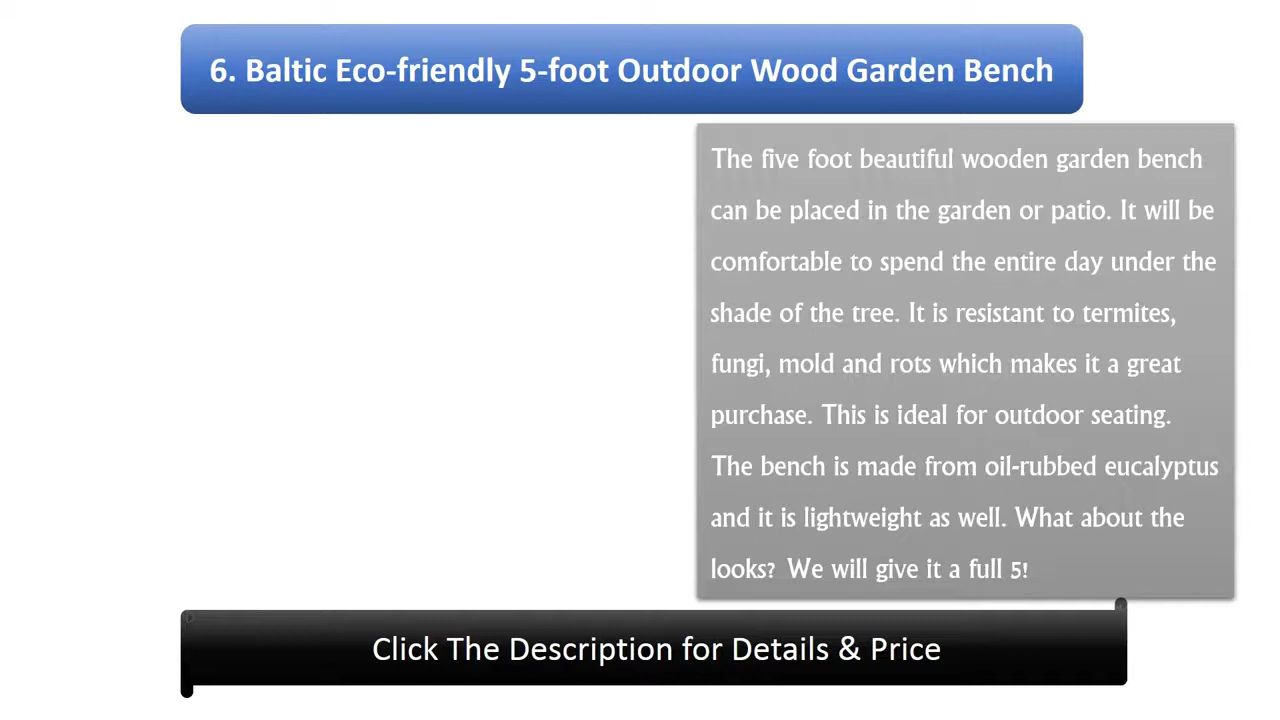 6. Baltic Eco-friendly 5-foot Outdoor Wood Garden Bench
The five foot beautiful wooden garden bench
can be placed in the garden or patio. It will be
comfortable to spend the entire day under the
shade of the tree. It is resistant to termites,
fungi, mold and rots which makes it a great
purchase. This is ideal for outdoor seating.
The bench is made from oil-rubbed eucalyptus
and it is lightweight as well. What about the
looks? We will give it a full 5!
Click The Description for Details & Price